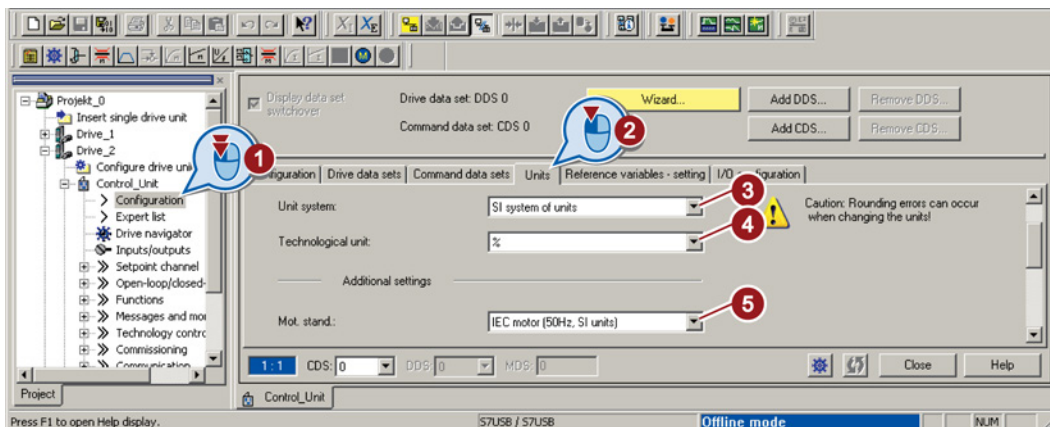 Display data set
switchover
Drive data set: DDS 0
Wizard...
Add DDS...
Remove DDS...
Command data set: CDS 0
Add CDS...
Remove CDS...
Projekt_0
Insert single drive unit
Drive_1
Drive_2
Configure drive uni
Control_Unit
Configuration
Expert list
Drive navigator
Inputs/outputs
Setpoint channel
Open-loop/closed-
Functions
Messages and mor
Technology contro
Commissioning
Communication
Project
1
2
nfiguration
Drive data sets
Command data sets
Units
Reference variables - setting
I/O
figuration
Unit system:
SI system of units
3
Caution: Rounding errors can occur
when changing the units!
Technological unit:
%
4
Additional settings
Mot. stand.:
IEC motor (50Hz, SI units)
5
1 : 1
CDS: 0
DDS: 0
MDS: 0
Close
Help
Control_Unit
Press F1 to open Help display.
S7USB / S7USB
Offline mode
NUM